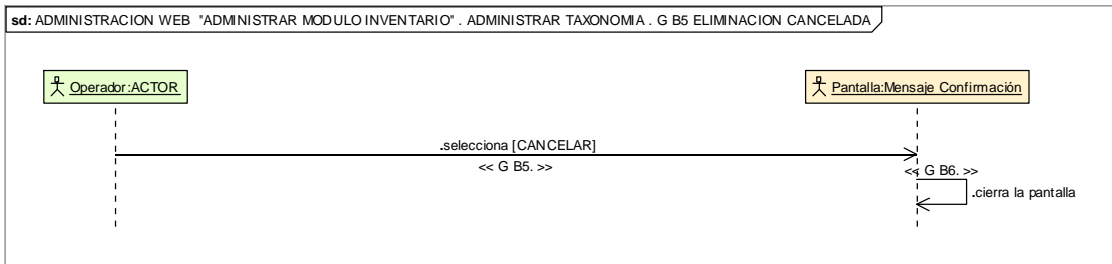 sd: ADMINISTRACION WEB "ADMINISTRAR MODULO INVENTARIO" . ADMINISTRAR TAXONOMIA . G B5 ELIMINACION CANCELADA
Operador:ACTOR
Pantalla:Mensaje Confirmación
.selecciona [CANCELAR]
<< G B5. >>
<< G B6. >>
.cierra la pantalla